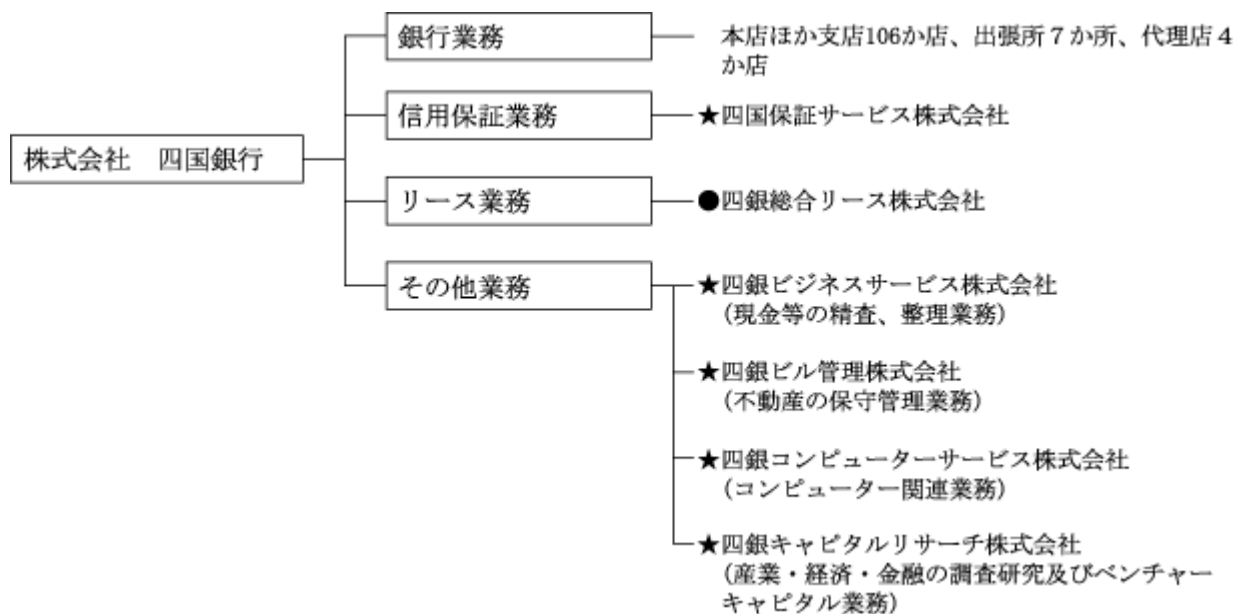 株式会社　四国銀行
銀行業務
本店ほか支店106か店、出張所７か所、代理店４
か店
信用保証業務
★四国保証サービス株式会社
リース業務
●四銀総合リース株式会社
その他業務
★四銀ビジネスサービス株式会社
（現金等の精査、整理業務）
★四銀ビル管理株式会社
（不動産の保守管理業務）
★四銀コンピューターサービス株式会社
（コンピューター関連業務）
★四銀キャピタルリサーチ株式会社
（産業・経済・金融の調査研究及びベンチャー
キャピタル業務）